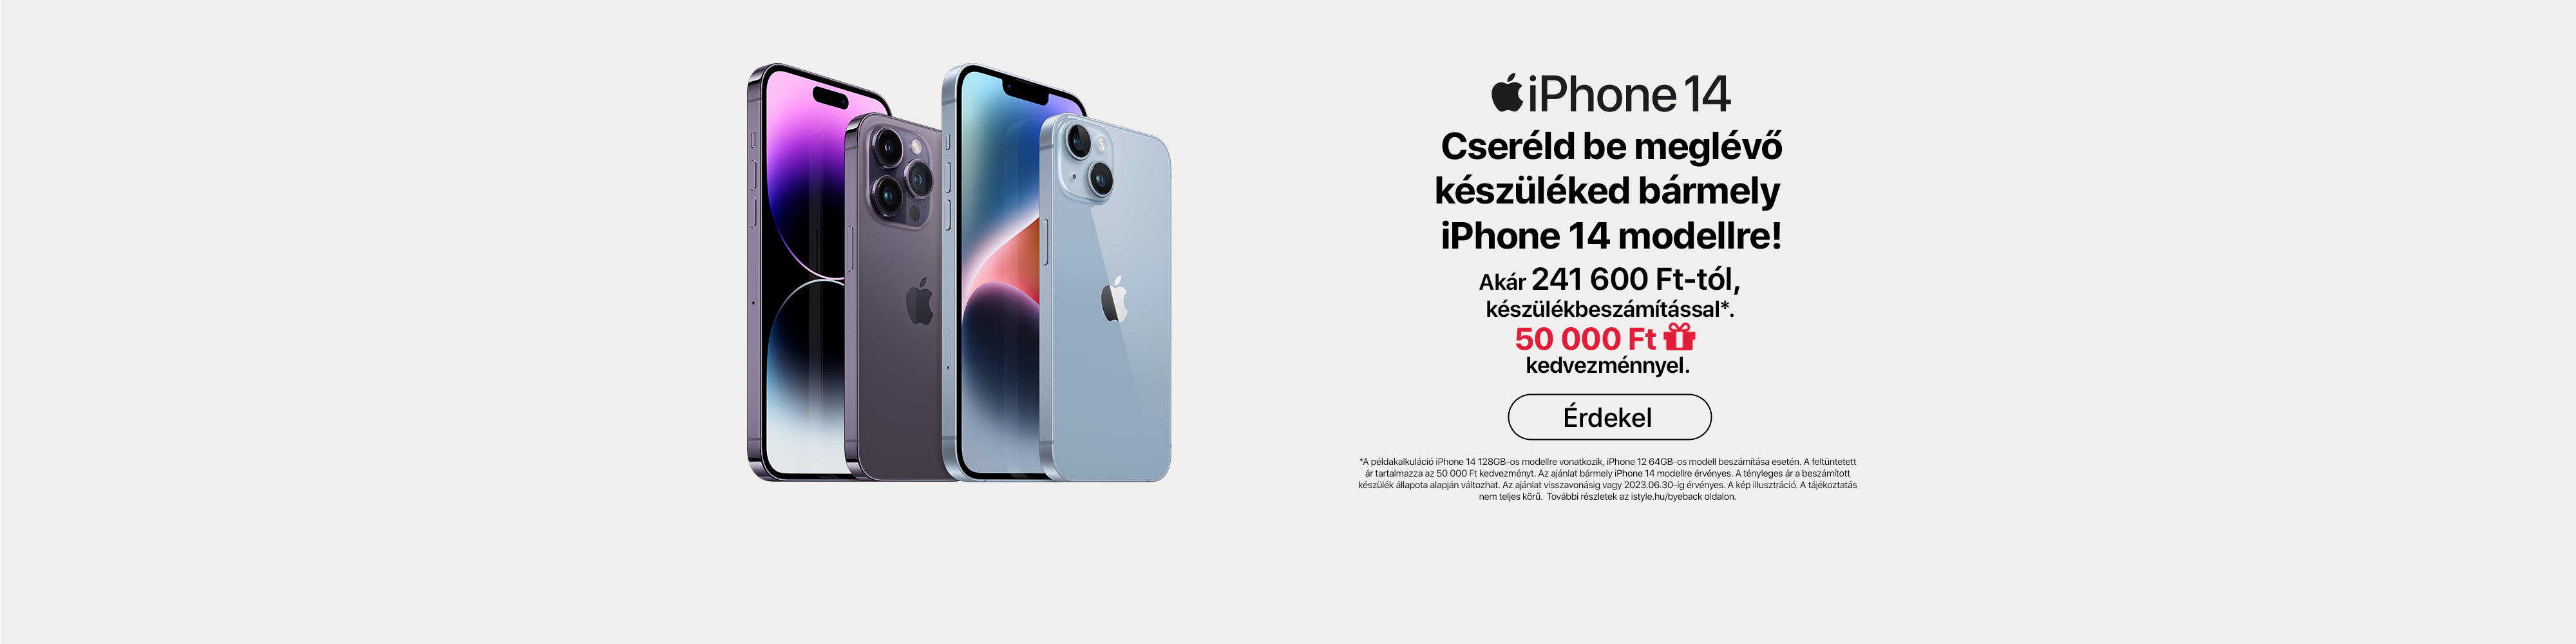 iPhone 14
Cseréld be meglévő
készüléked bármely
iPhone 14 modellre!
Akár 241 600 Ft-tól,
készülékbeszámítással*.
50 000 Ft
kedvezménnyel.
Érdekel
*A példakalkuláció iPhone 14 128GB-os modellre vonatkozik, iPhone 12 64GB-os modell beszámítása esetén. A feltüntetett
ár tartalmazza az 50 000 Ft kedvezményt. Az ajánlat bármely iPhone 14 modellre érvényes. A tényleges ár a beszámított
készülék állapota alapján változhat. Az ajánlat visszavonásig vagy 2023.06.30-ig érvényes. A kép illusztráció. A tájékoztatás
nem teljes körű. További részletek az istyle.hu/byeback oldalon.